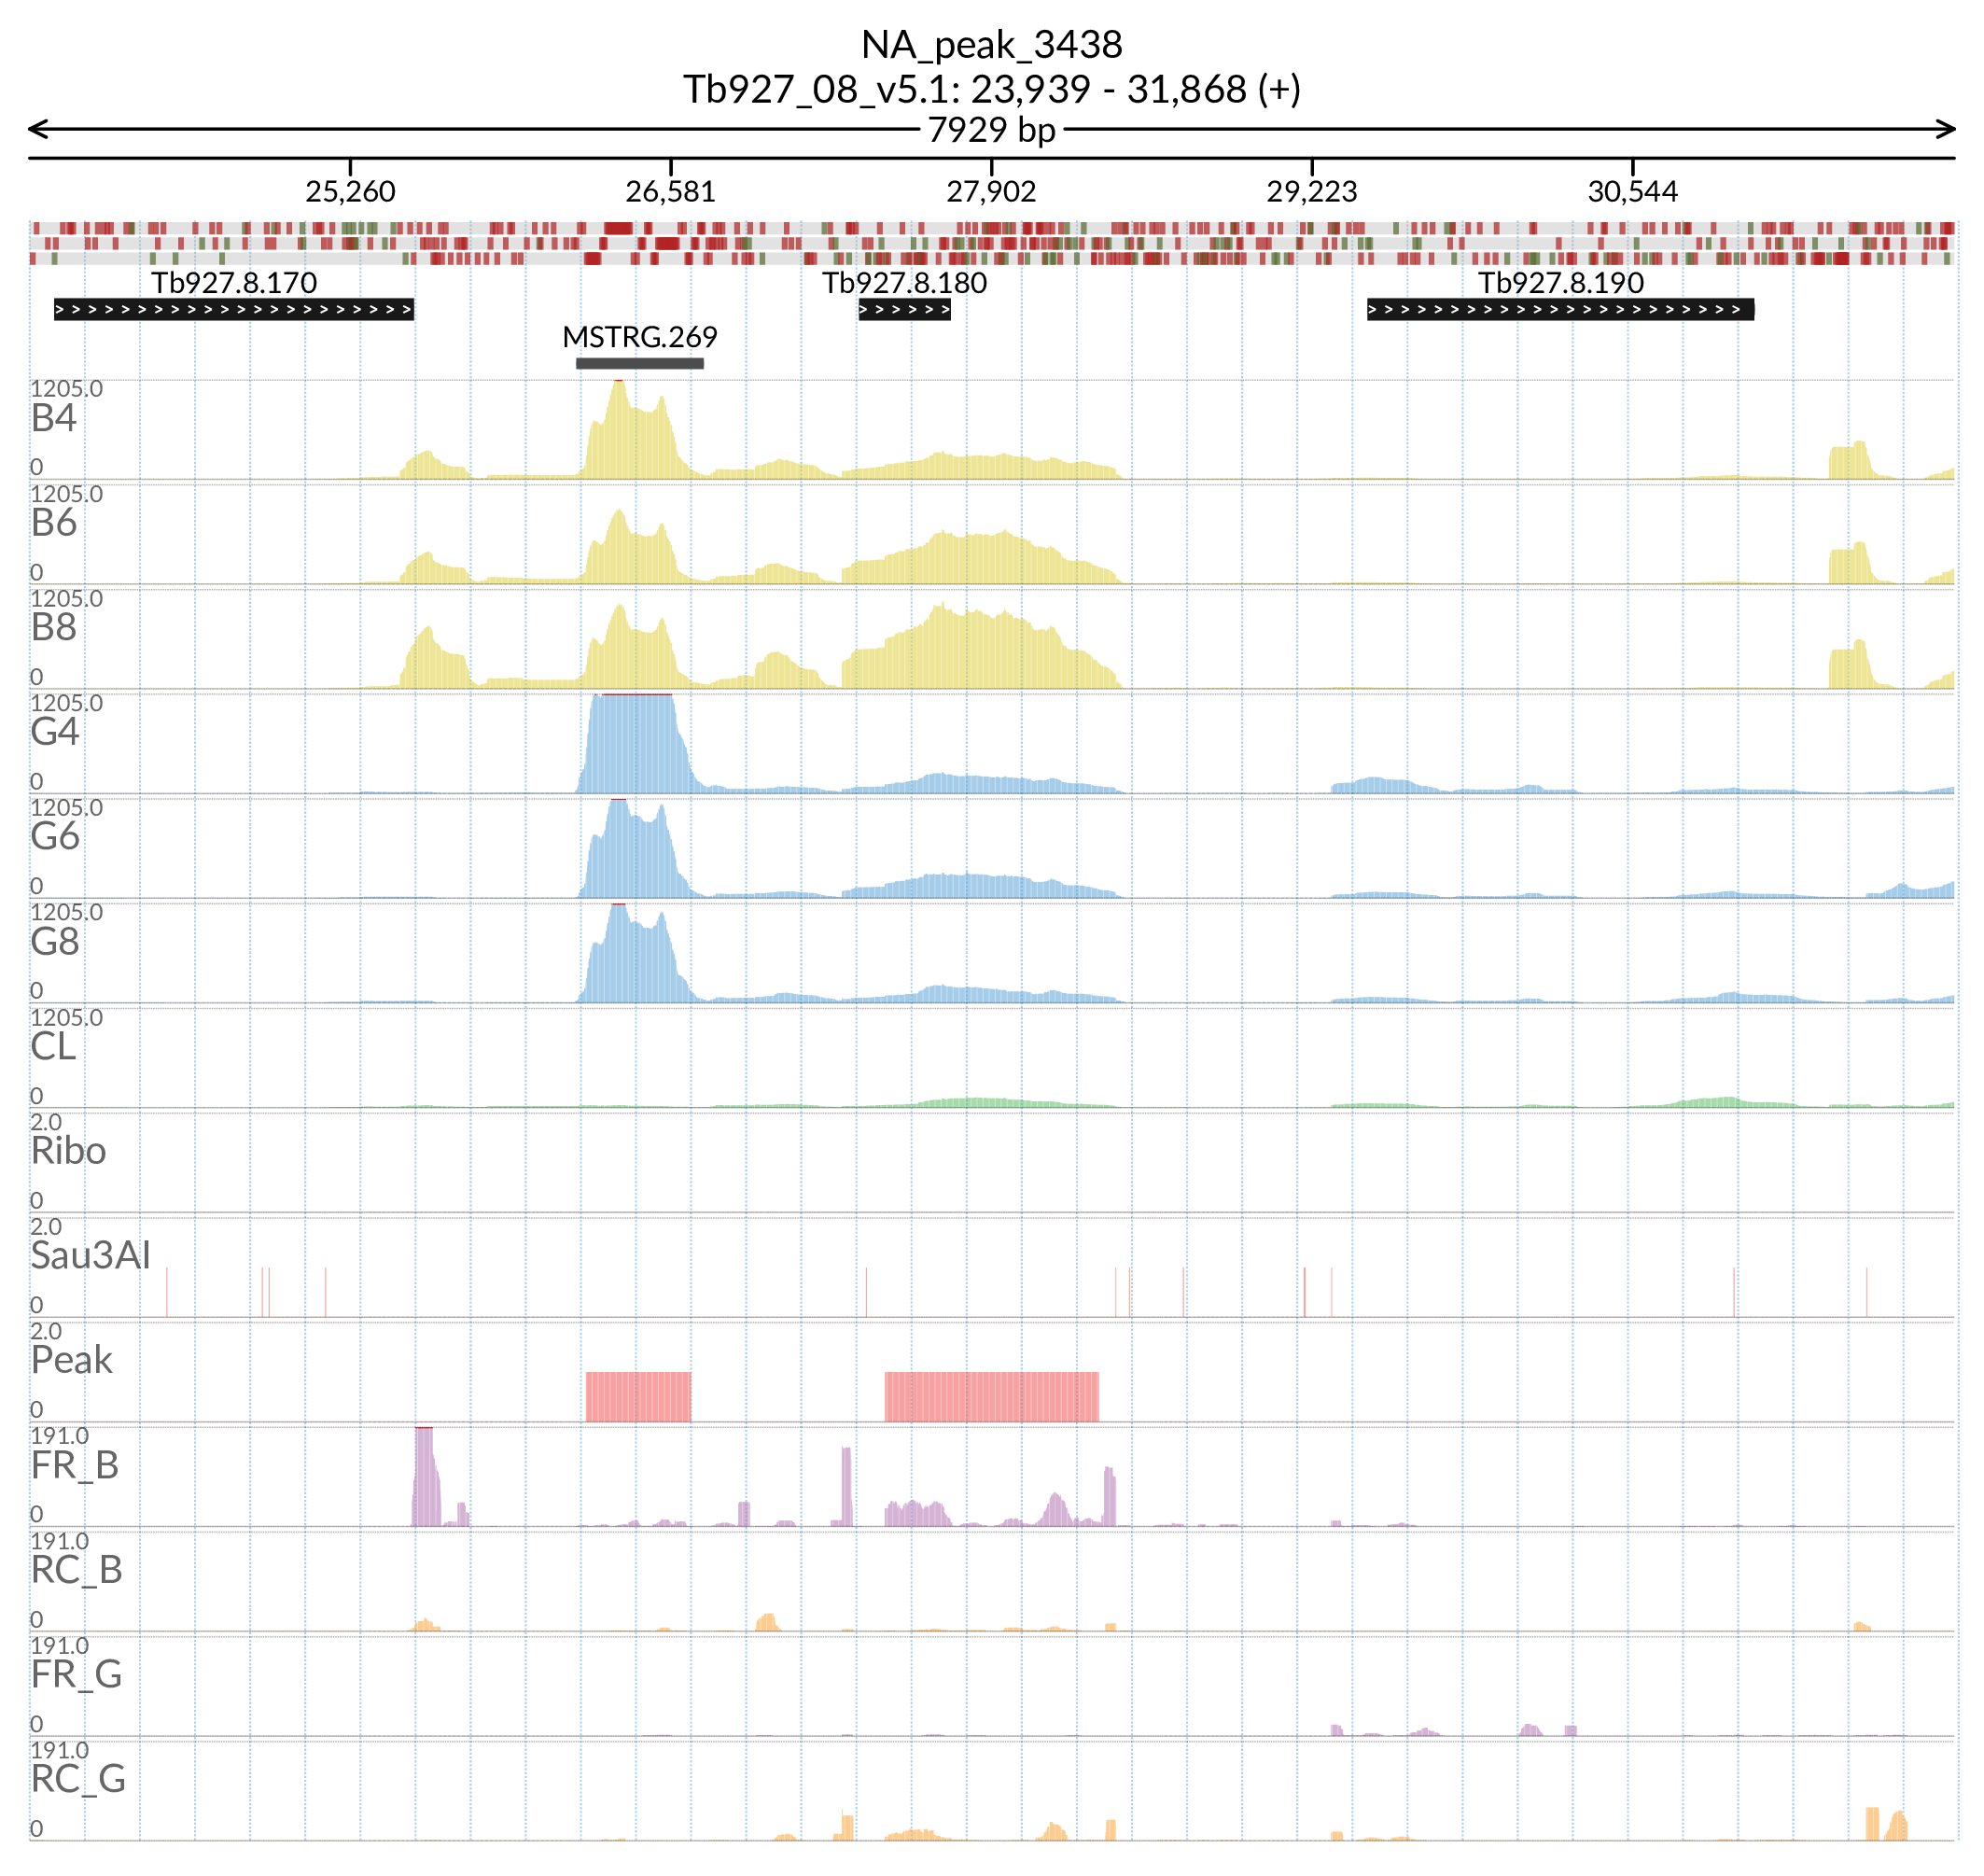 NA_peak_3438
Tb927_08_v5.1: 23,939 - 31,868 (+)
7929 bp
25,260 26,581 27,902 29,223 30,544
Tb927.8.170 Tb927.8.180 Tb927.8.190
MSTRG.269
1205.0
B4
0
1205.0
B6
0
1205.0
B8
0
1205.0
G4
0
1205.0
G6
0
1205.0
G8
0
1205.0
CL
0
2.0
Ribo
0
2.0
Sau3AI
0
2.0
Peak
0
191.0
FR_B
0
191.0
RC_B
0
191.0
FR_G
0
191.0
RC_G
0